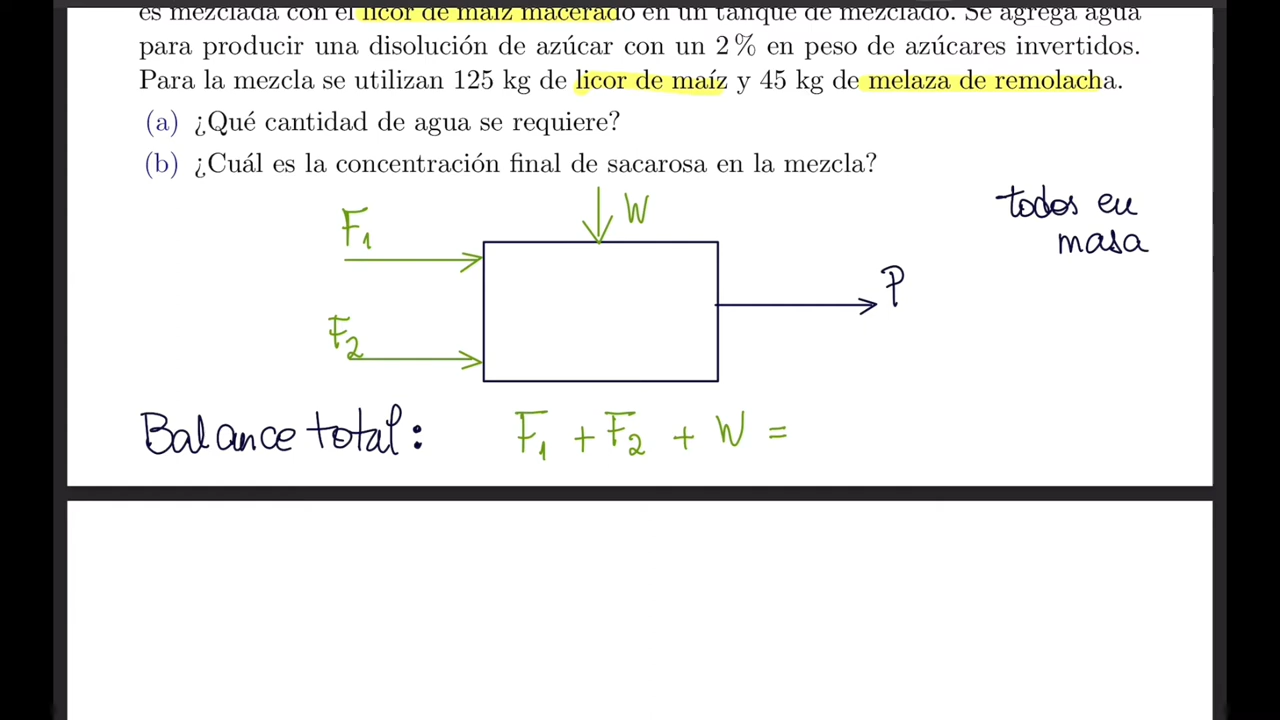 es mezclada con el licor de maíz macerado en un tanque de mezclado. Se agrega agua
para producir una disolución de azúcar con un 2 % en peso de azúcares invertidos.
Para la mezcla se utilizan 125 kg de licor de maíz y 45 kg de melaza de remolacha.
(a) ¿Qué cantidad de agua se requiere?
(b) ¿Cuál es la concentración final de sacarosa en la mezcla?
todos en
masa
W
F1
P
F2
Balance total: F1 + F2 + W =